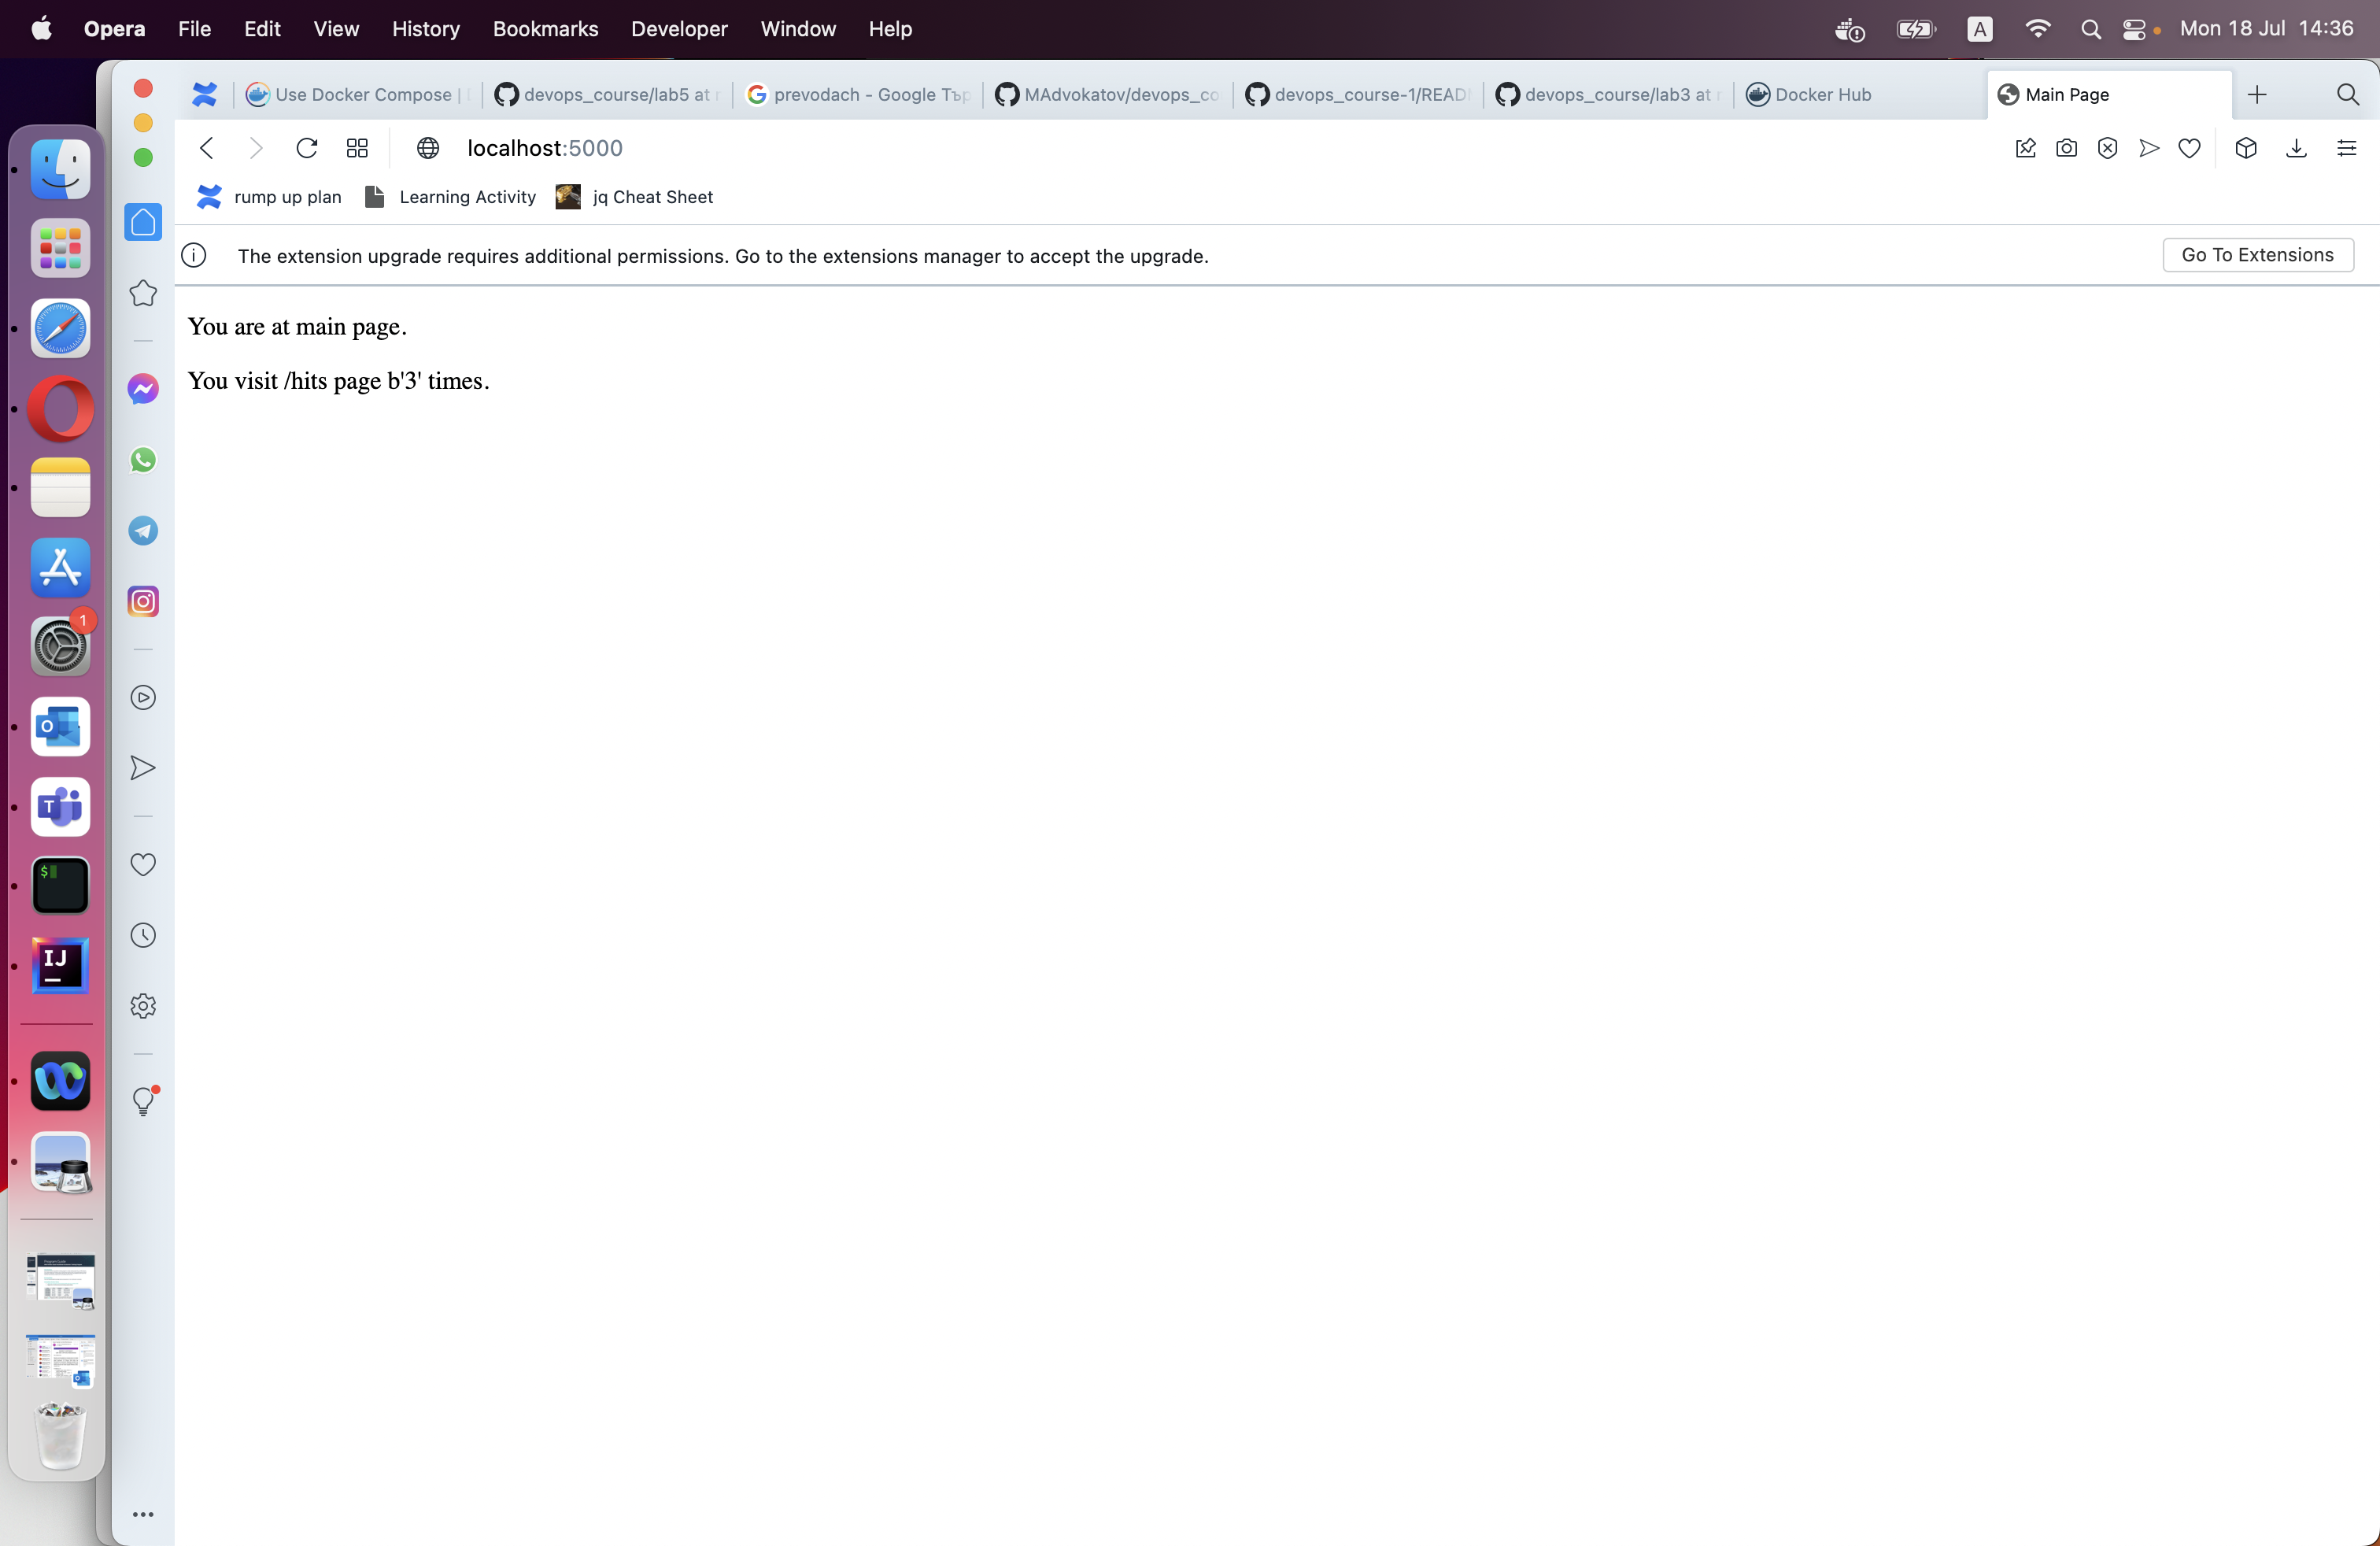 Opera File Edit View History Bookmarks Developer Window Help A Mon 18 Jul 14:36
Use Docker Compose | devops_course/lab5 at prevodach - Google Тър MAdvokatov/devops_co devops_course-1/READ devops_course/lab3 at Docker Hub Main Page
localhost:5000
rump up plan Learning Activity jq Cheat Sheet
The extension upgrade requires additional permissions. Go to the extensions manager to accept the upgrade. Go To Extensions
You are at main page.
You visit /hits page b'3' times.
1
O
T
$
IJ